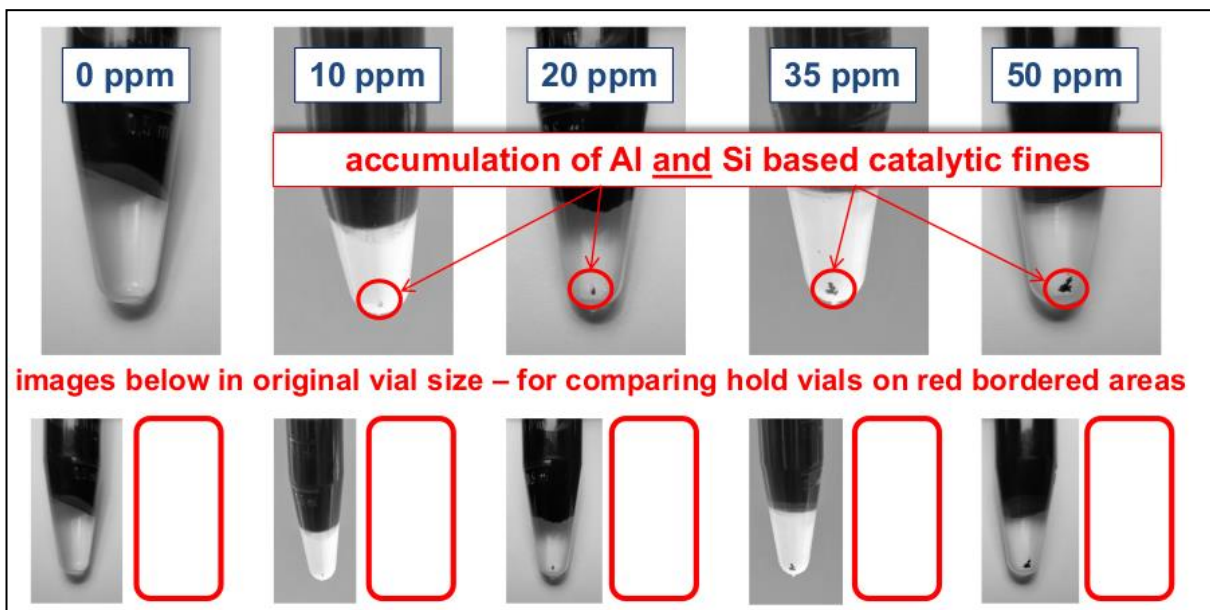 0 ppm
10 ppm
20 ppm
35 ppm
50 ppm
accumulation of Al and Si based catalytic fines
images below in original vial size – for comparing hold vials on red bordered areas